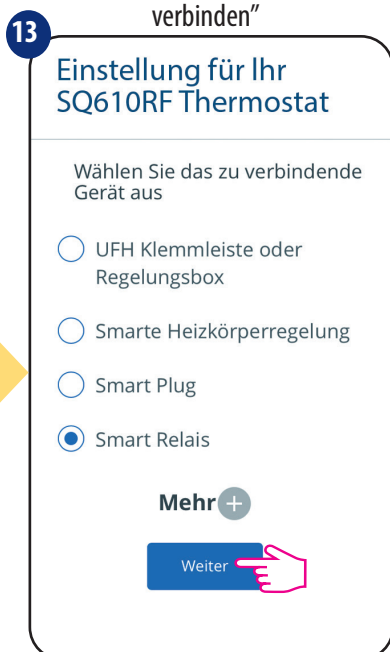 verbinden”
13
Einstellung für Ihr
SQ610RF Thermostat
Wählen Sie das zu verbindende
Gerät aus
UFH Klemmleiste oder
Regelungsbox
Smarte Heizkörperregelung
Smart Plug
Smart Relais
Mehr +
Weiter